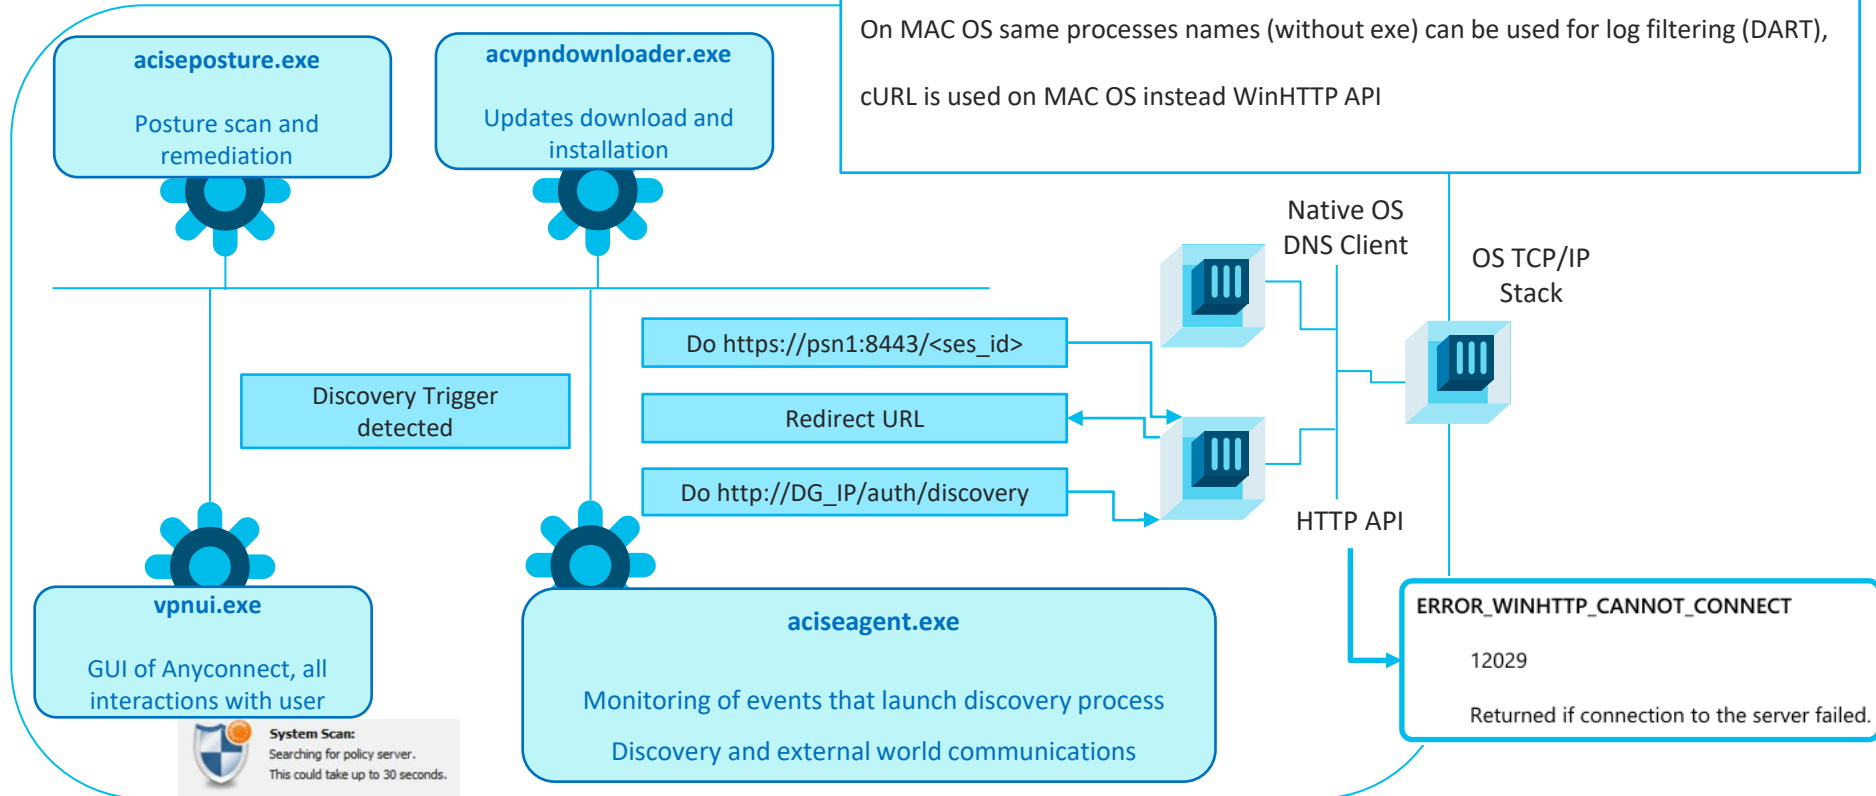 On MAC OS same processes names (without exe) can be used for log filtering (DART),
cURL is used on MAC OS instead WinHTTP API
aciseposture.exe
Posture scan and
remediation
acvpndownloader.exe
Updates download and
installation
Native OS
DNS Client
OS TCP/IP
Stack
Do https://psn1:8443/<ses_id>
Discovery Trigger
detected
Redirect URL
Do http://DG_IP/auth/discovery
HTTP API
vpnui.exe
GUI of Anyconnect, all
interactions with user
aciseagent.exe
Monitoring of events that launch discovery process
Discovery and external world communications
ERROR_WINHTTP_CANNOT_CONNECT
12029
Returned if connection to the server failed.
System Scan:
Searching for policy server.
This could take up to 30 seconds.